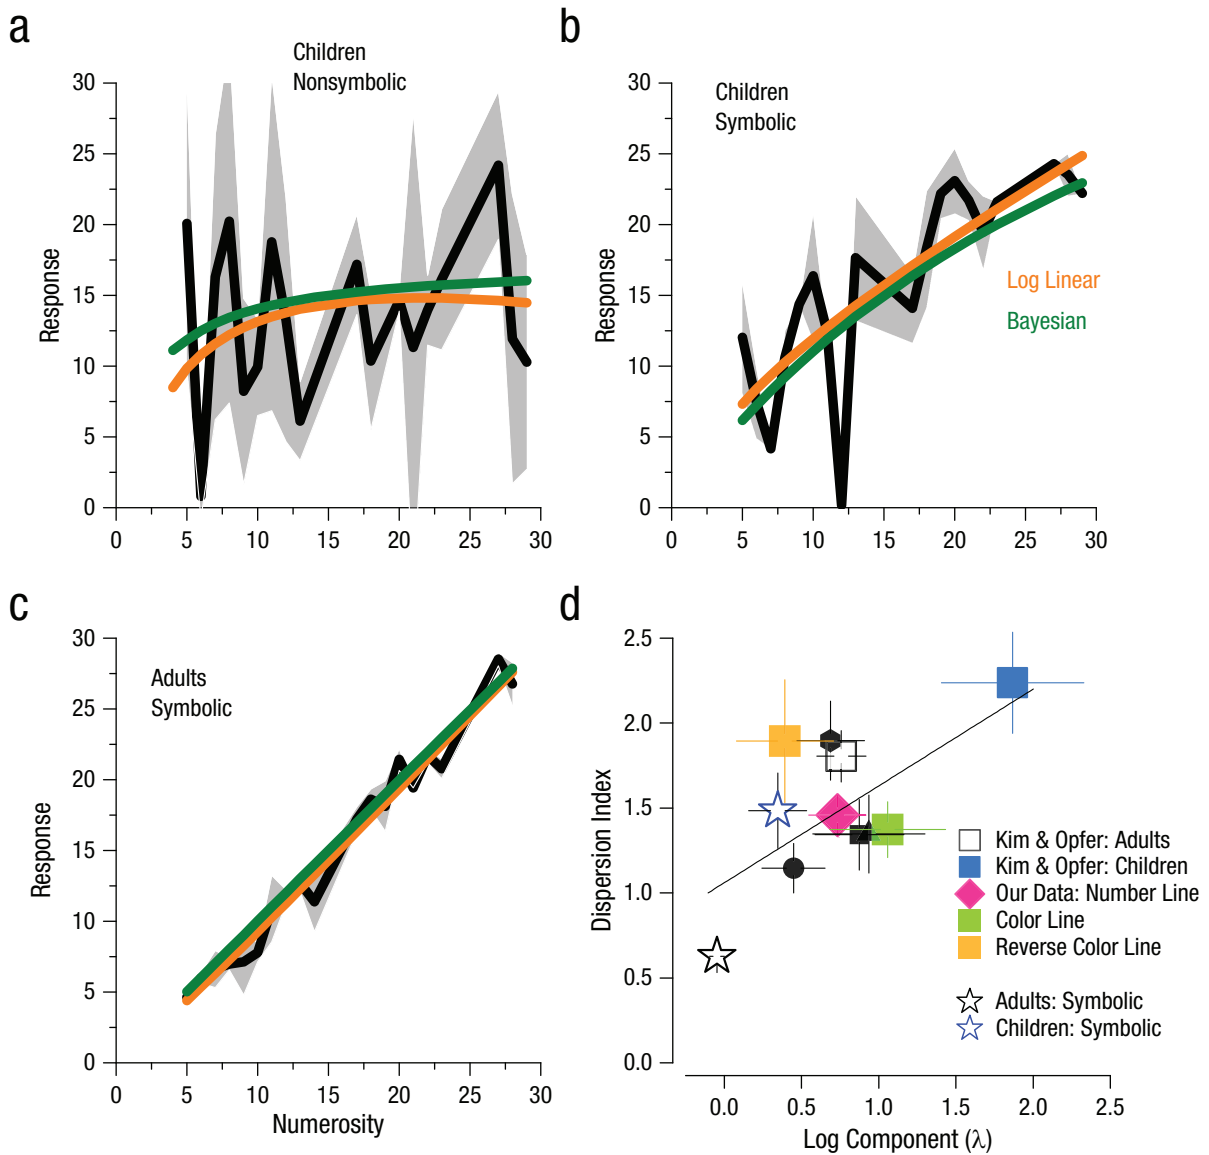 a
Children
Nonsymbolic
30
25
20
15
10
5
0
Response
0 5 10 15 20 25 30
b
Children
Symbolic
30
25
20
15
10
5
0
Response
Log Linear
Bayesian
0 5 10 15 20 25 30
c
Adults
Symbolic
30
25
20
15
10
5
0
Response
0 5 10 15 20 25 30
Numerosity
d
2.5
2.0
1.5
1.0
0.5
0.0
Dispersion Index
Kim & Opfer: Adults
Kim & Opfer: Children
Our Data: Number Line
Color Line
Reverse Color Line
Adults: Symbolic
Children: Symbolic
0.0 0.5 1.0 1.5 2.0 2.5
Log Component (λ)